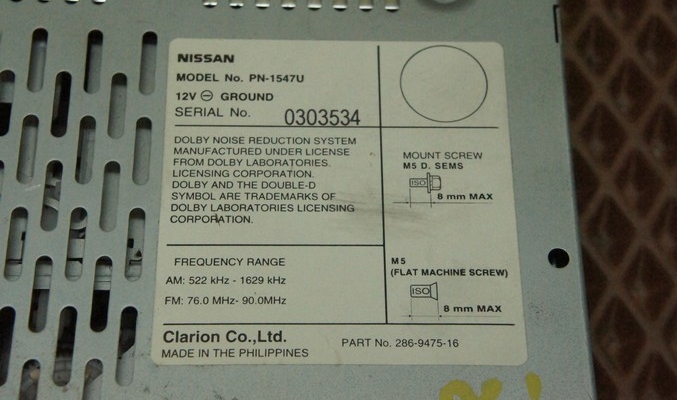 NISSAN
MODEL No. PN-1547U
12V ⊖ GROUND
SERIAL No. 0303534
DOLBY NOISE REDUCTION SYSTEM
MANUFACTURED UNDER LICENSE
FROM DOLBY LABORATORIES.
LICENSING CORPORATION.
DOLBY AND THE DOUBLE-D
SYMBOL ARE TRADEMARKS OF
DOLBY LABORATORIES LICENSING
CORPORATION.
FREQUENCY RANGE
AM: 522 kHz - 1629 kHz
FM: 76.0 MHz- 90.0MHz
MOUNT SCREW
M5 D. SEMS
ISO
8 mm MAX
M5
(FLAT MACHINE SCREW)
ISO
8 mm MAX
Clarion Co.,Ltd.
MADE IN THE PHILIPPINES
PART No. 286-9475-16